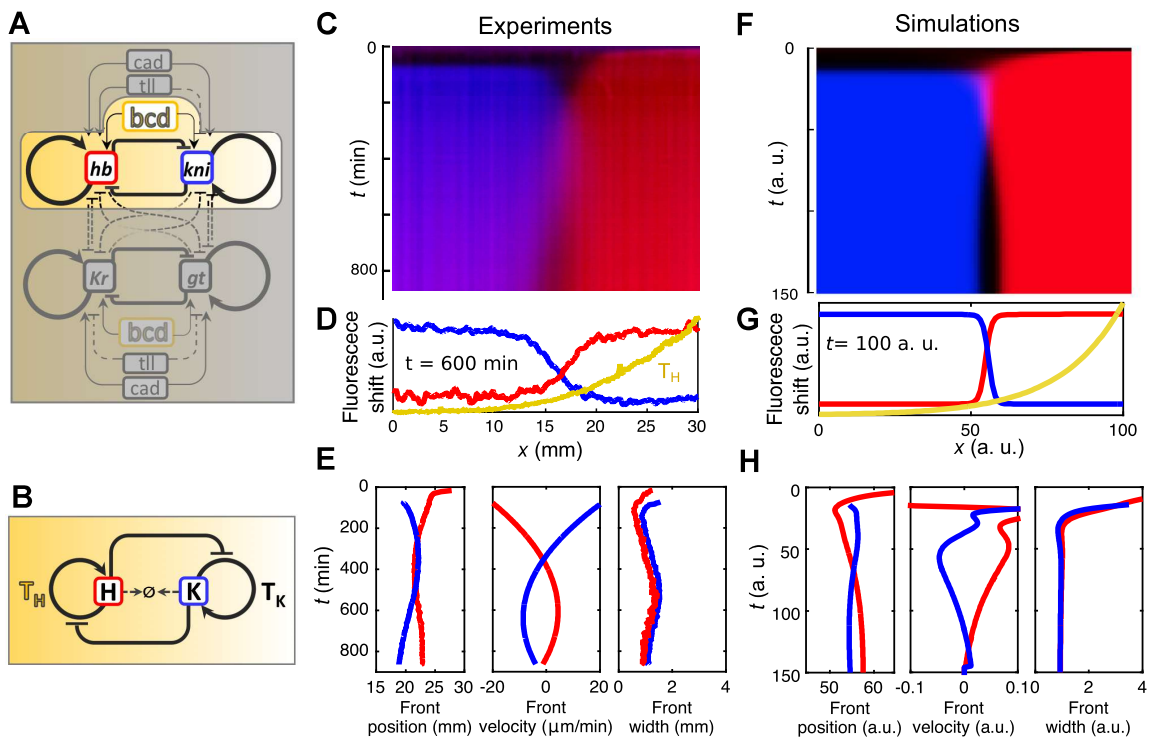 A
cad
tll
bcd
hb
kni
Kr
gt
bcd
tll
cad
B
T_H
H
ø
K
T_K
Experiments
C
0
t (min)
800
D
Fluorescece
shift (a.u.)
t = 600 min
T_H
0 5 10 15 20 25 30
x (mm)
E
t (min)
0
200
400
600
800
15 20 25 30
Front
position (mm)
-20 0 20
Front
velocity (μm/min)
0 2 4
Front
width (mm)
Simulations
F
0
t (a. u.)
150
G
Fluorescece
shift (a.u.)
t= 100 a. u.
0 50 100
x (a. u.)
H
t (a. u.)
0
50
100
150
50 60
Front
position (a.u.)
-0.1 0 0.1
Front
velocity (a.u.)
0 2 4
Front
width (a.u.)